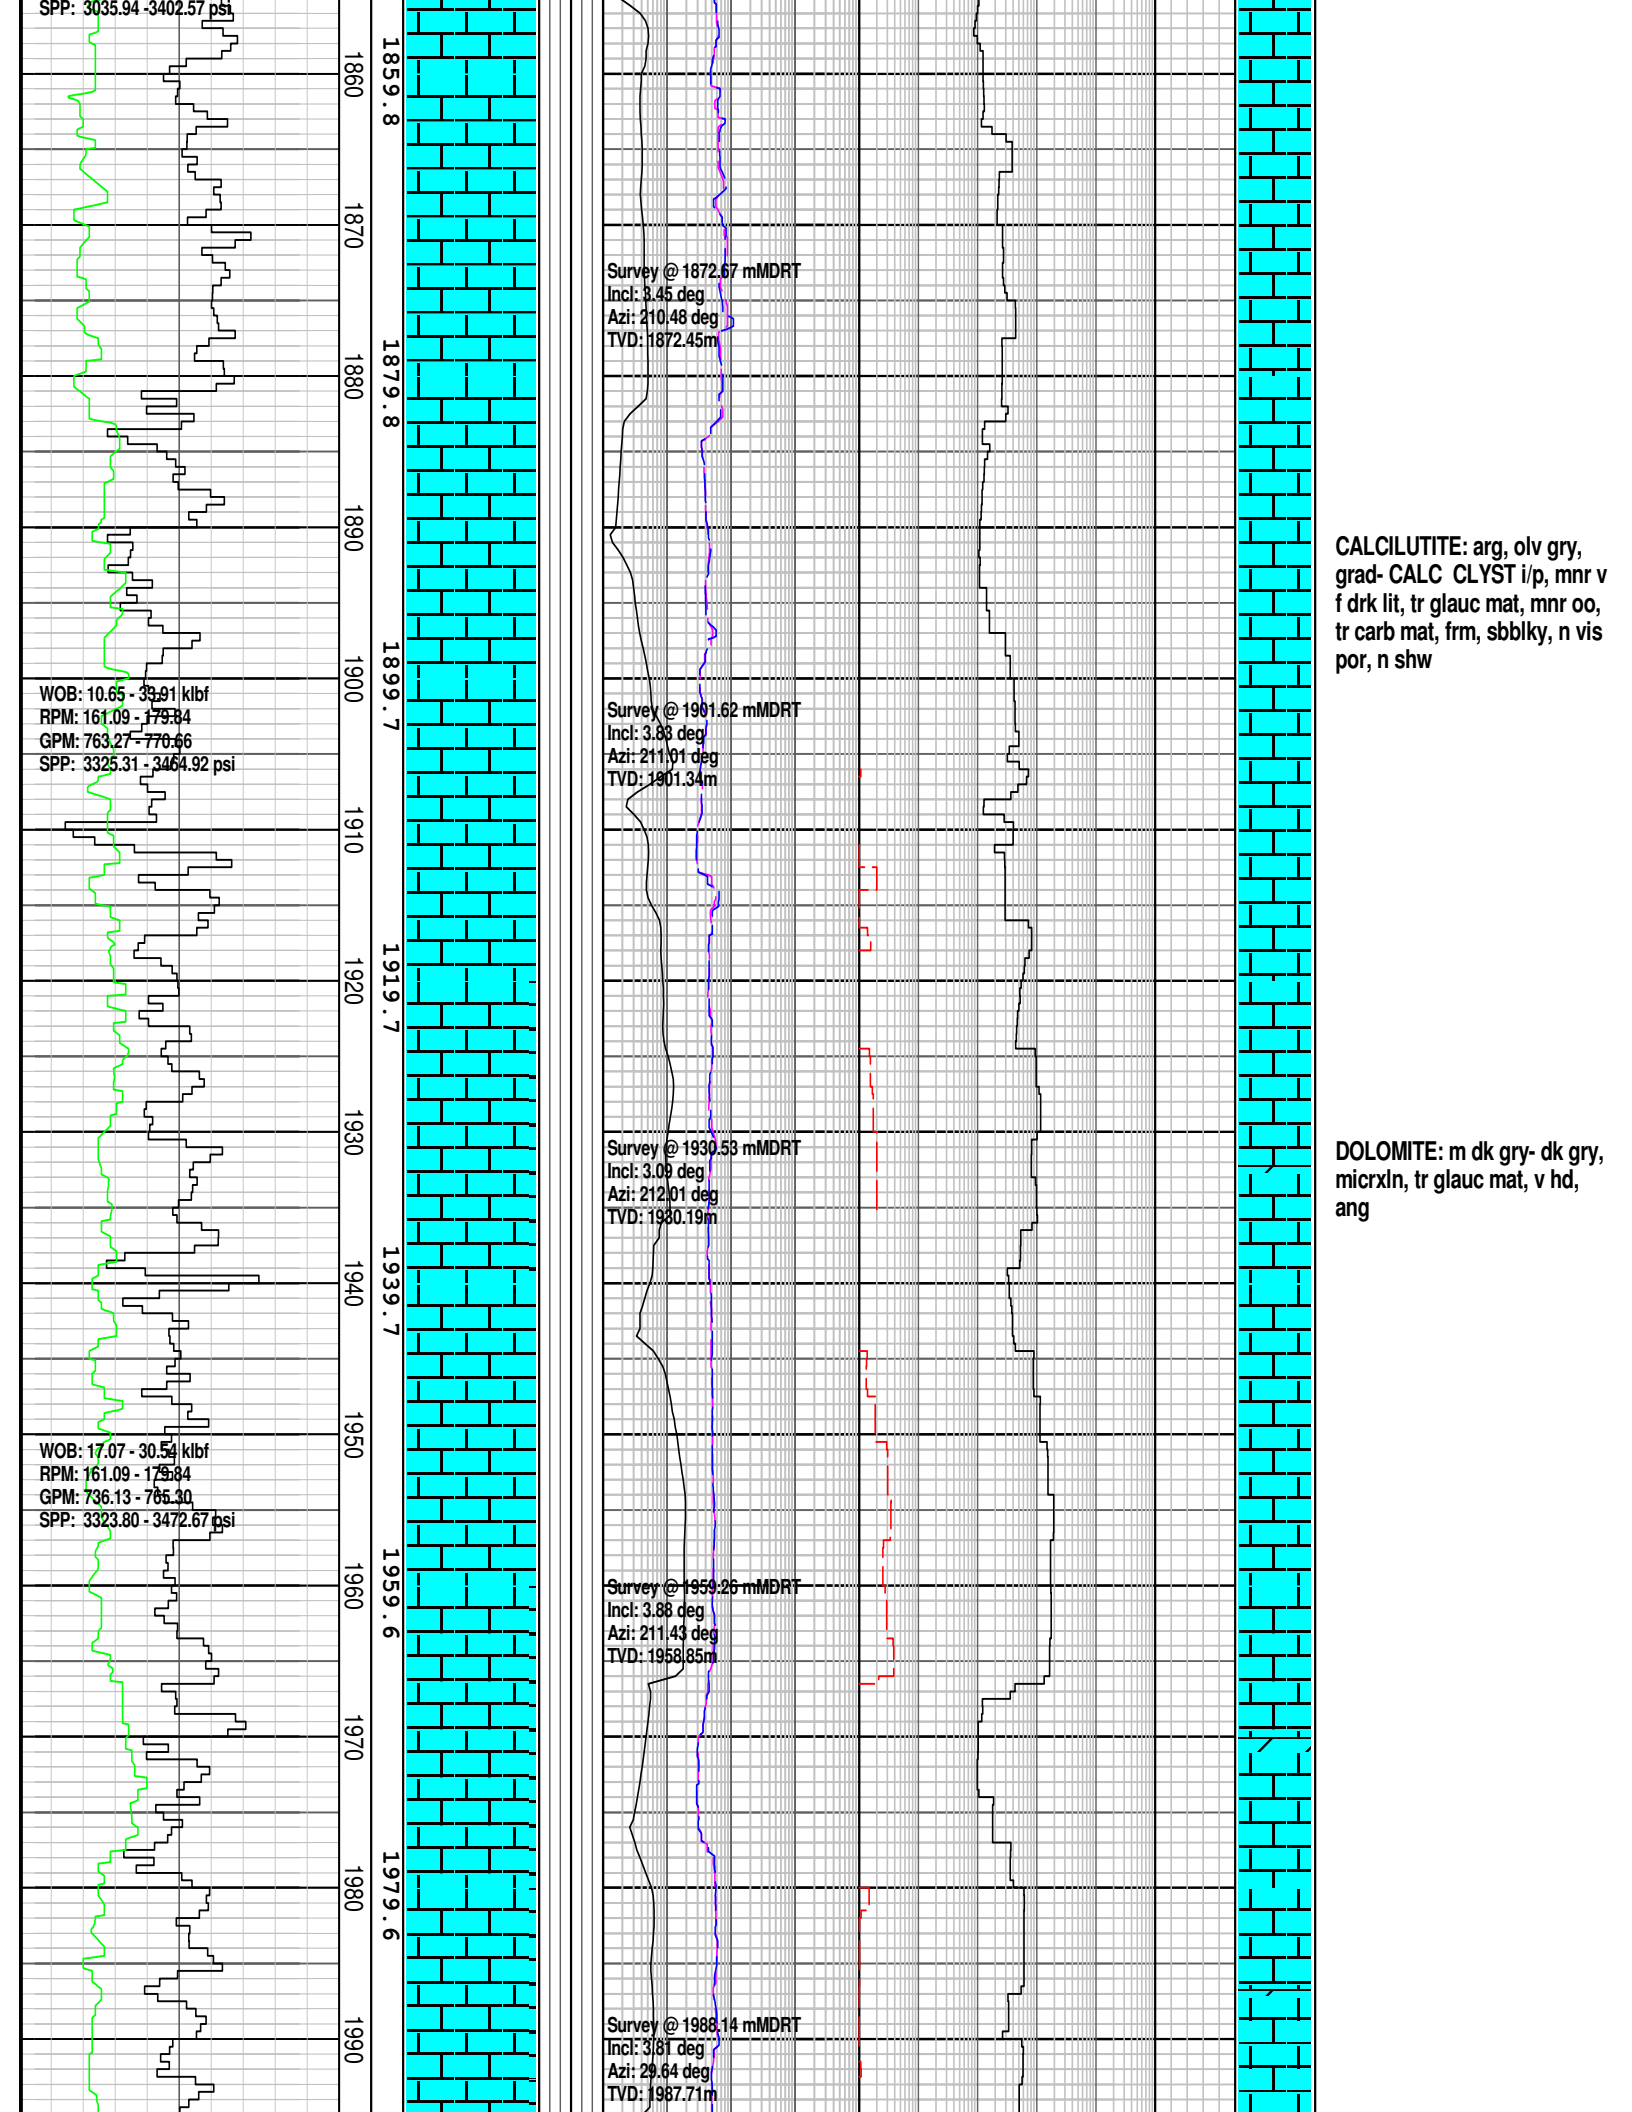 SPP: 3035.94 -3402.57 psi
1860
1859.8
1870
Survey @ 1872.67 mMDRT
Incl: 3.45 deg
Azi: 210.48 deg
TVD: 1872.45m
1880
1879.8
1890
CALCILUTITE: arg, olv gry,
grad- CALC CLYST i/p, mnr v
f drk lit, tr glauc mat, mnr oo,
tr carb mat, frm, sbblky, n vis
por, n shw
1900
1899.7
WOB: 10.65 - 33.91 klbf
RPM: 161.09 - 179.84
GPM: 763.27 - 770.66
SPP: 3325.31 - 3464.92 psi
Survey @ 1901.62 mMDRT
Incl: 3.83 deg
Azi: 211.01 deg
TVD: 1901.34m
1910
1920
1919.7
1930
Survey @ 1930.53 mMDRT
Incl: 3.09 deg
Azi: 212.01 deg
TVD: 1930.19m
DOLOMITE: m dk gry- dk gry,
micrxln, tr glauc mat, v hd,
ang
1940
1939.7
1950
WOB: 17.07 - 30.54 klbf
RPM: 161.09 - 179.84
GPM: 736.13 - 765.30
SPP: 3323.80 - 3472.67 psi
1960
1959.6
Survey @ 1959.26 mMDRT
Incl: 3.88 deg
Azi: 211.43 deg
TVD: 1958.85m
1970
1980
1979.6
1990
Survey @ 1988.14 mMDRT
Incl: 3.81 deg
Azi: 29.64 deg
TVD: 1987.71m